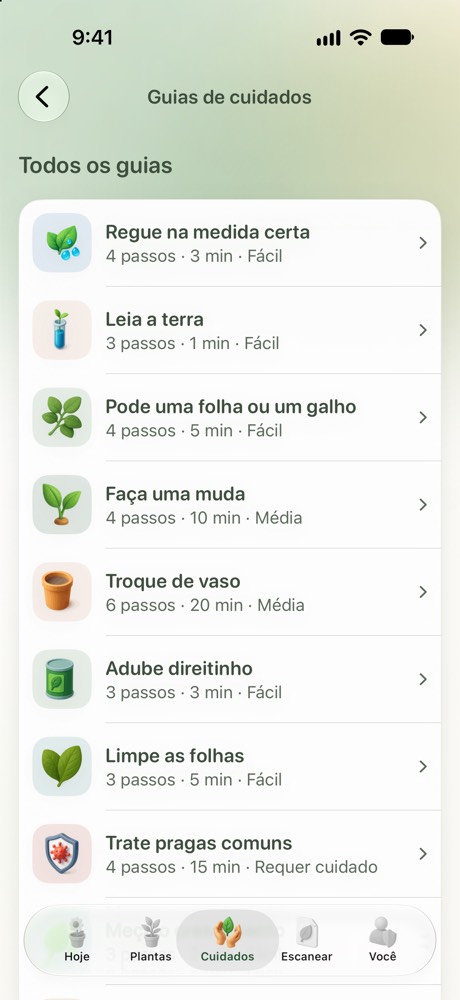 9:41
Guias de cuidados
Todos os guias
Regue na medida certa
4 passos · 3 min · Fácil
Leia a terra
3 passos · 1 min · Fácil
Pode uma folha ou um galho
4 passos · 5 min · Fácil
Faça uma muda
4 passos · 10 min · Média
Troque de vaso
6 passos · 20 min · Média
Adube direitinho
3 passos · 3 min · Fácil
Limpe as folhas
3 passos · 5 min · Fácil
Trate pragas comuns
4 passos · 15 min · Requer cuidado
Hoje
Plantas
Cuidados
Escanear
Você